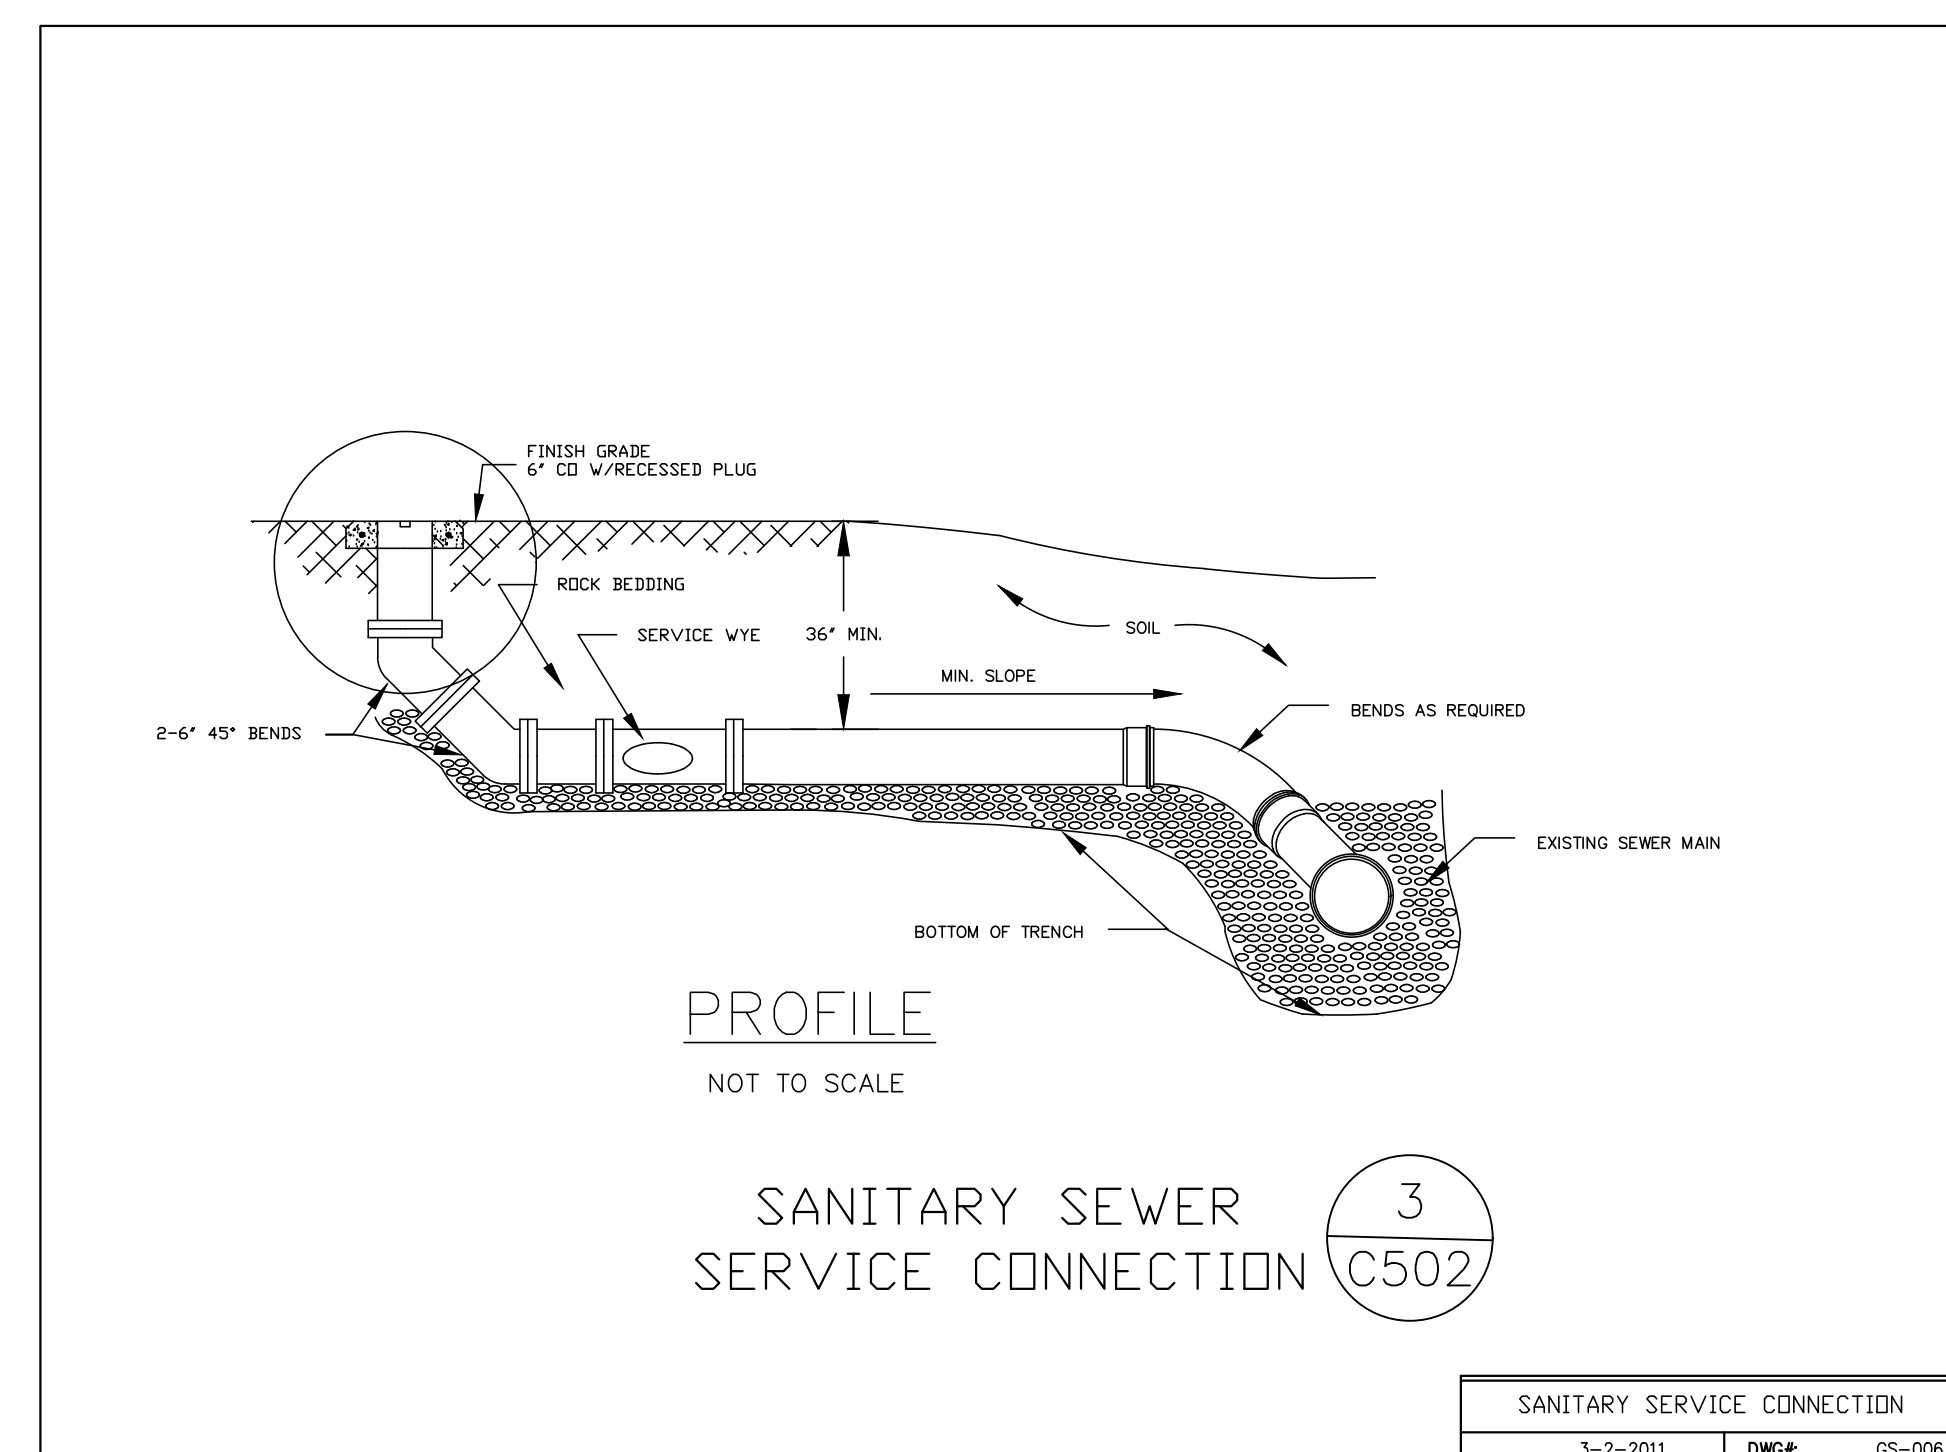 FINISH GRADE
6" CO W/RECESSED PLUG
ROCK BEDDING
SERVICE WYE
36" MIN.
SOIL
MIN. SLOPE
BENDS AS REQUIRED
2-6" 45° BENDS
EXISTING SEWER MAIN
BOTTOM OF TRENCH
PROFILE
NOT TO SCALE
SANITARY SEWER
SERVICE CONNECTION
3
C502
SANITARY SERVICE CONNECTION
3-2-2011 DWG#: GS-006